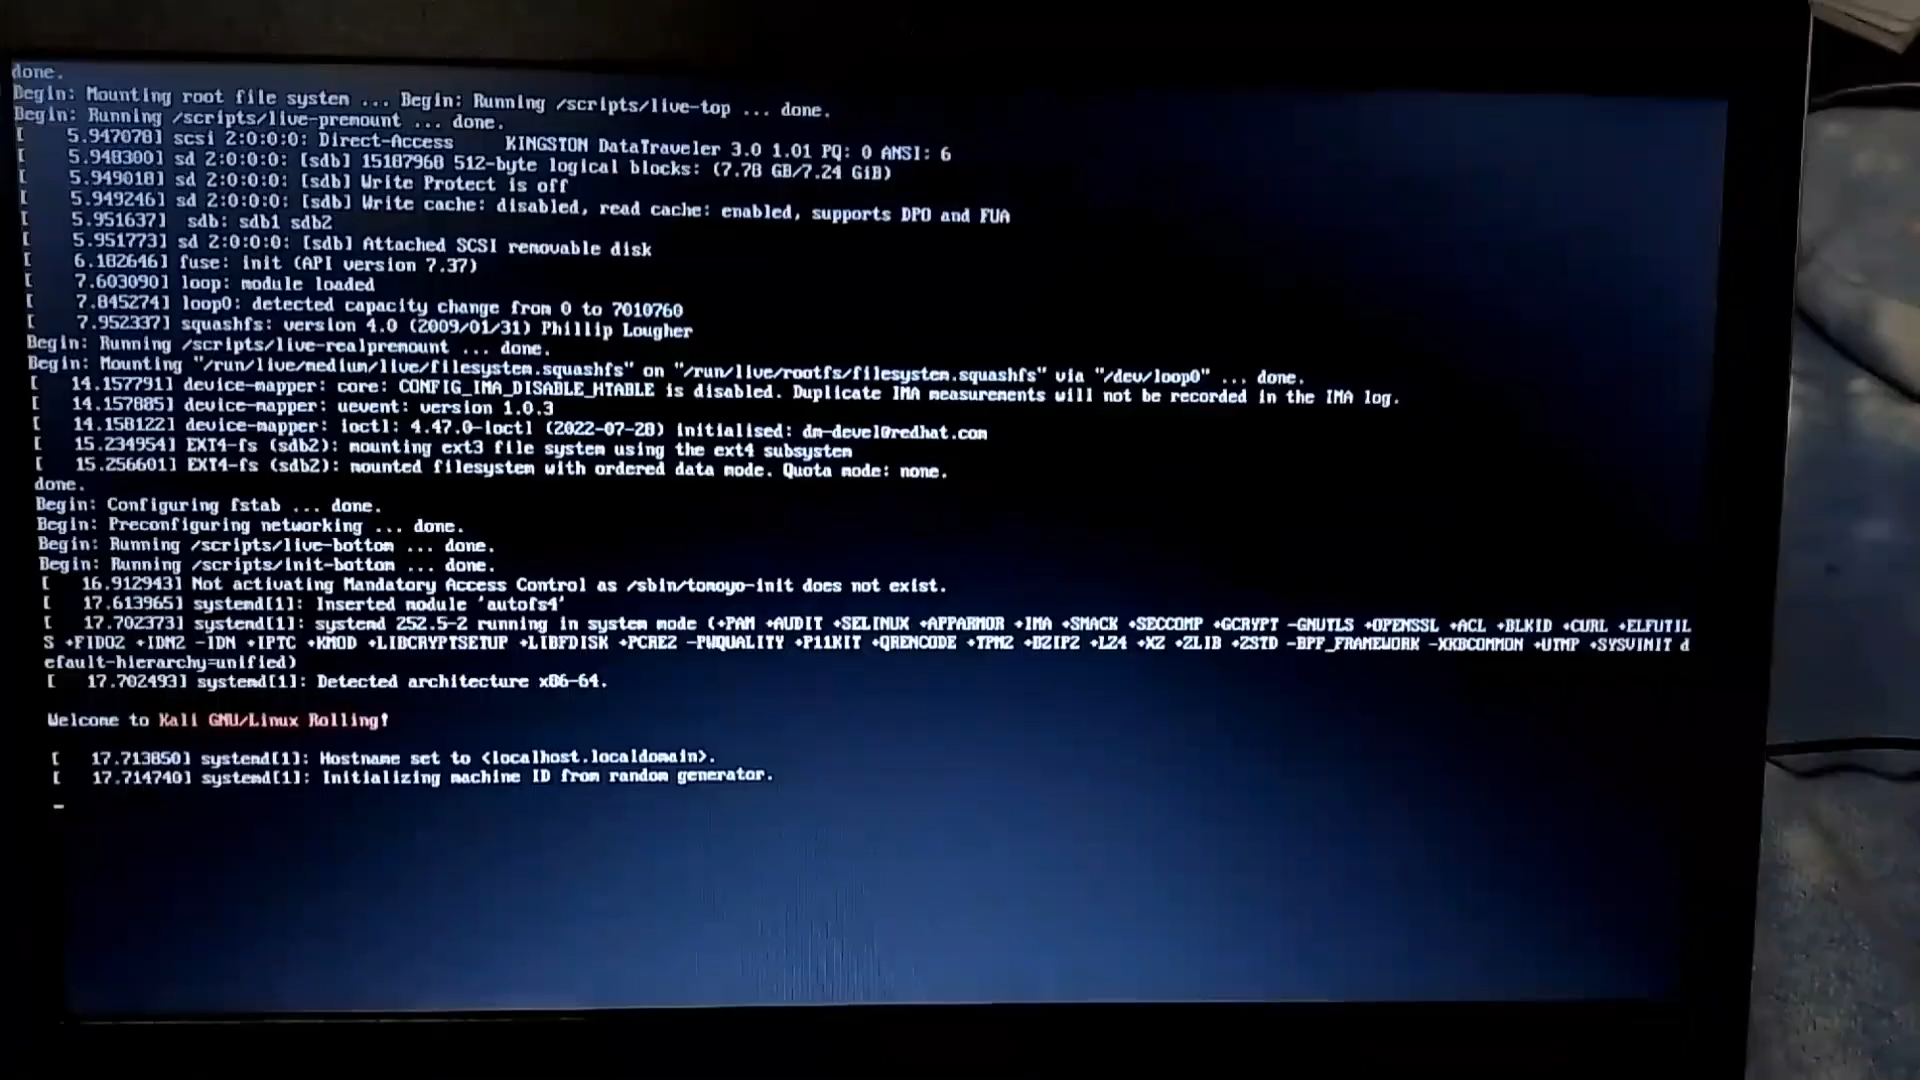 done.
Begin: Mounting root file system ... Begin: Running /scripts/live-top ... done.
Begin: Running /scripts/live-premount ... done.
[    5.947078] scsi 2:0:0:0: Direct-Access     KINGSTON DataTraveler 3.0 1.01 PQ: 0 ANSI: 6
[    5.948300] sd 2:0:0:0: [sdb] 15187968 512-byte logical blocks: (7.78 GB/7.24 GiB)
[    5.949018] sd 2:0:0:0: [sdb] Write Protect is off
[    5.949246] sd 2:0:0:0: [sdb] Write cache: disabled, read cache: enabled, supports DPO and FUA
[    5.951637]  sdb: sdb1 sdb2
[    5.951773] sd 2:0:0:0: [sdb] Attached SCSI removable disk
[    6.182646] fuse: init (API version 7.37)
[    7.603090] loop: module loaded
[    7.845274] loop0: detected capacity change from 0 to 7010760
[    7.952337] squashfs: version 4.0 (2009/01/31) Phillip Lougher
Begin: Running /scripts/live-realpremount ... done.
Begin: Mounting "/run/live/medium/live/filesystem.squashfs" on "/run/live/rootfs/filesystem.squashfs" via "/dev/loop0" ... done.
[   14.157791] device-mapper: core: CONFIG_IMA_DISABLE_HTABLE is disabled. Duplicate IMA measurements will not be recorded in the IMA log.
[   14.157885] device-mapper: uevent: version 1.0.3
[   14.158122] device-mapper: ioctl: 4.47.0-ioctl (2022-07-28) initialised: dm-devel@redhat.com
[   15.234954] EXT4-fs (sdb2): mounting ext3 file system using the ext4 subsystem
[   15.256601] EXT4-fs (sdb2): mounted filesystem with ordered data mode. Quota mode: none.
done.
Begin: Configuring fstab ... done.
Begin: Preconfiguring networking ... done.
Begin: Running /scripts/live-bottom ... done.
Begin: Running /scripts/init-bottom ... done.
[   16.912943] Not activating Mandatory Access Control as /sbin/tomoyo-init does not exist.
[   17.613965] systemd[1]: Inserted module 'autofs4'
[   17.702373] systemd[1]: systemd 252.5-2 running in system mode (+PAM +AUDIT +SELINUX +APPARMOR +IMA +SMACK +SECCOMP +GCRYPT -GNUTLS +OPENSSL +ACL +BLKID +CURL +ELFUTIL
S +FIDO2 +IDN2 -IDN +IPTC +KMOD +LIBCRYPTSETUP +LIBFDISK +PCRE2 -PWQUALITY +P11KIT +QRENCODE +TPM2 +BZIP2 +LZ4 +XZ +ZLIB +ZSTD -BPF_FRAMEWORK -XKBCOMMON +UTMP +SYSVINIT d
efault-hierarchy=unified)
[   17.702493] systemd[1]: Detected architecture x86-64.
Welcome to Kali GNU/Linux Rolling!
[   17.713850] systemd[1]: Hostname set to <localhost.localdomain>.
[   17.714740] systemd[1]: Initializing machine ID from random generator.